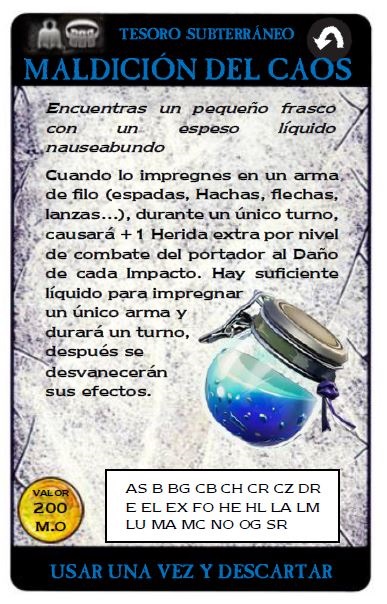 TESORO SUBTERRÁNEO
MALDICIÓN DEL CAOS
Encuentras un pequeño frasco
con un espeso líquido
nauseabundo
Cuando lo impregnes en un arma
de filo (espadas, Hachas, flechas,
lanzas...), durante un único turno,
causará +1 Herida extra por nivel
de combate del portador al Daño
de cada Impacto. Hay suficiente
líquido para impregnar
un único arma y
durará un turno,
después se
desvanecerán
sus efectos.
VALOR
200
M.O
AS B BG CB CH CR CZ DR
E EL EX FO HE HL LA LM
LU MA MC NO OG SR
USAR UNA VEZ Y DESCARTAR